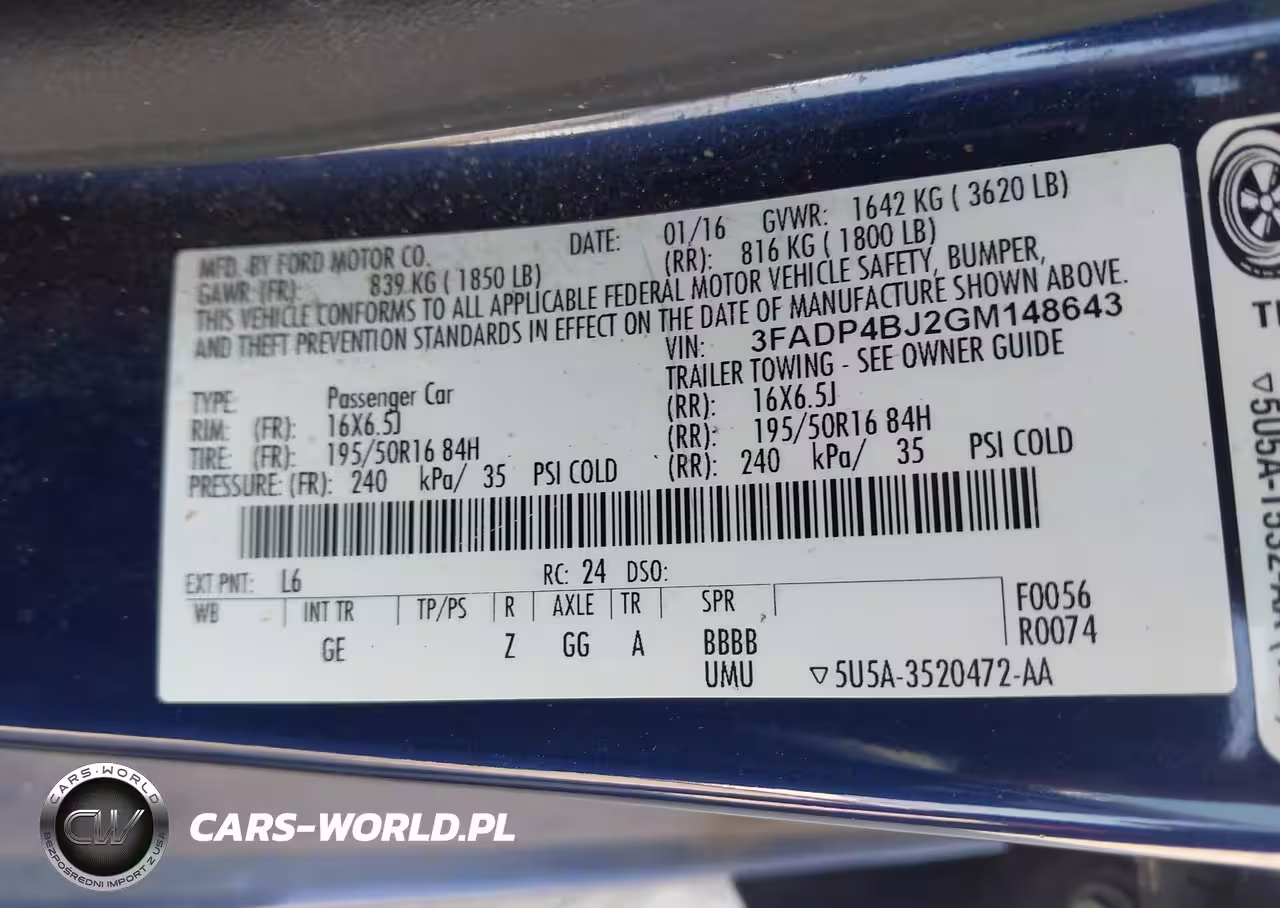 MFD. BY FORD MOTOR CO. DATE: 01/16 GVWR: 1642 KG ( 3620 LB)
GAWR (FR): 839 KG ( 1850 LB) (RR): 816 KG ( 1800 LB)
THIS VEHICLE CONFORMS TO ALL APPLICABLE FEDERAL MOTOR VEHICLE SAFETY, BUMPER,
AND THEFT PREVENTION STANDARDS IN EFFECT ON THE DATE OF MANUFACTURE SHOWN ABOVE.
VIN: 3FADP4BJ2GM148643
TRAILER TOWING - SEE OWNER GUIDE
TYPE: Passenger Car
RIM: (FR): 16X6.5J (RR): 16X6.5J
TIRE: (FR): 195/50R16 84H (RR): 195/50R16 84H
PRESSURE: (FR): 240 kPa/ 35 PSI COLD (RR): 240 kPa/ 35 PSI COLD
EXT PNT: L6 RC: 24 DSO:
WB INT TR TP/PS R AXLE TR SPR F0056
GE Z GG A BBBB R0074
UMU ▽5U5A-3520472-AA
CARS-WORLD
CW
BEZPOŚREDNI IMPORT Z USA
CARS-WORLD.PL